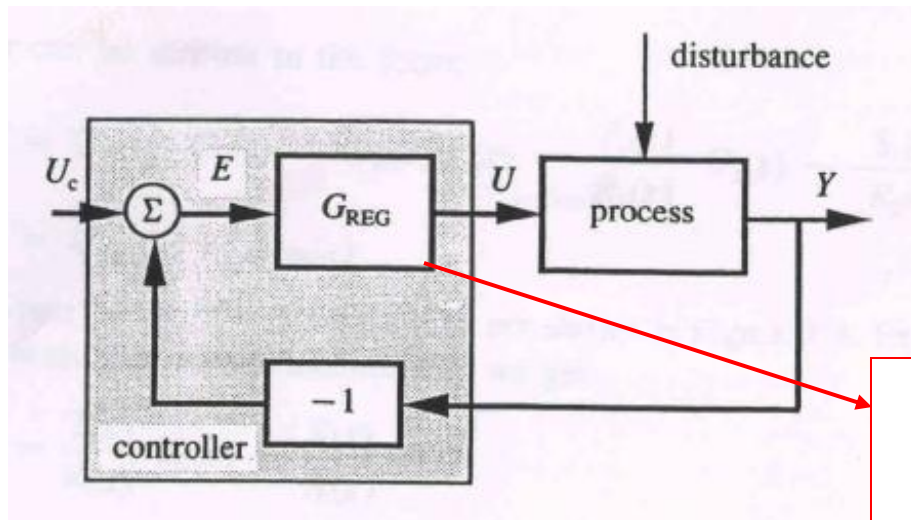 disturbance
U_c
E
U
Y
Σ
G_REG
process
−1
controller